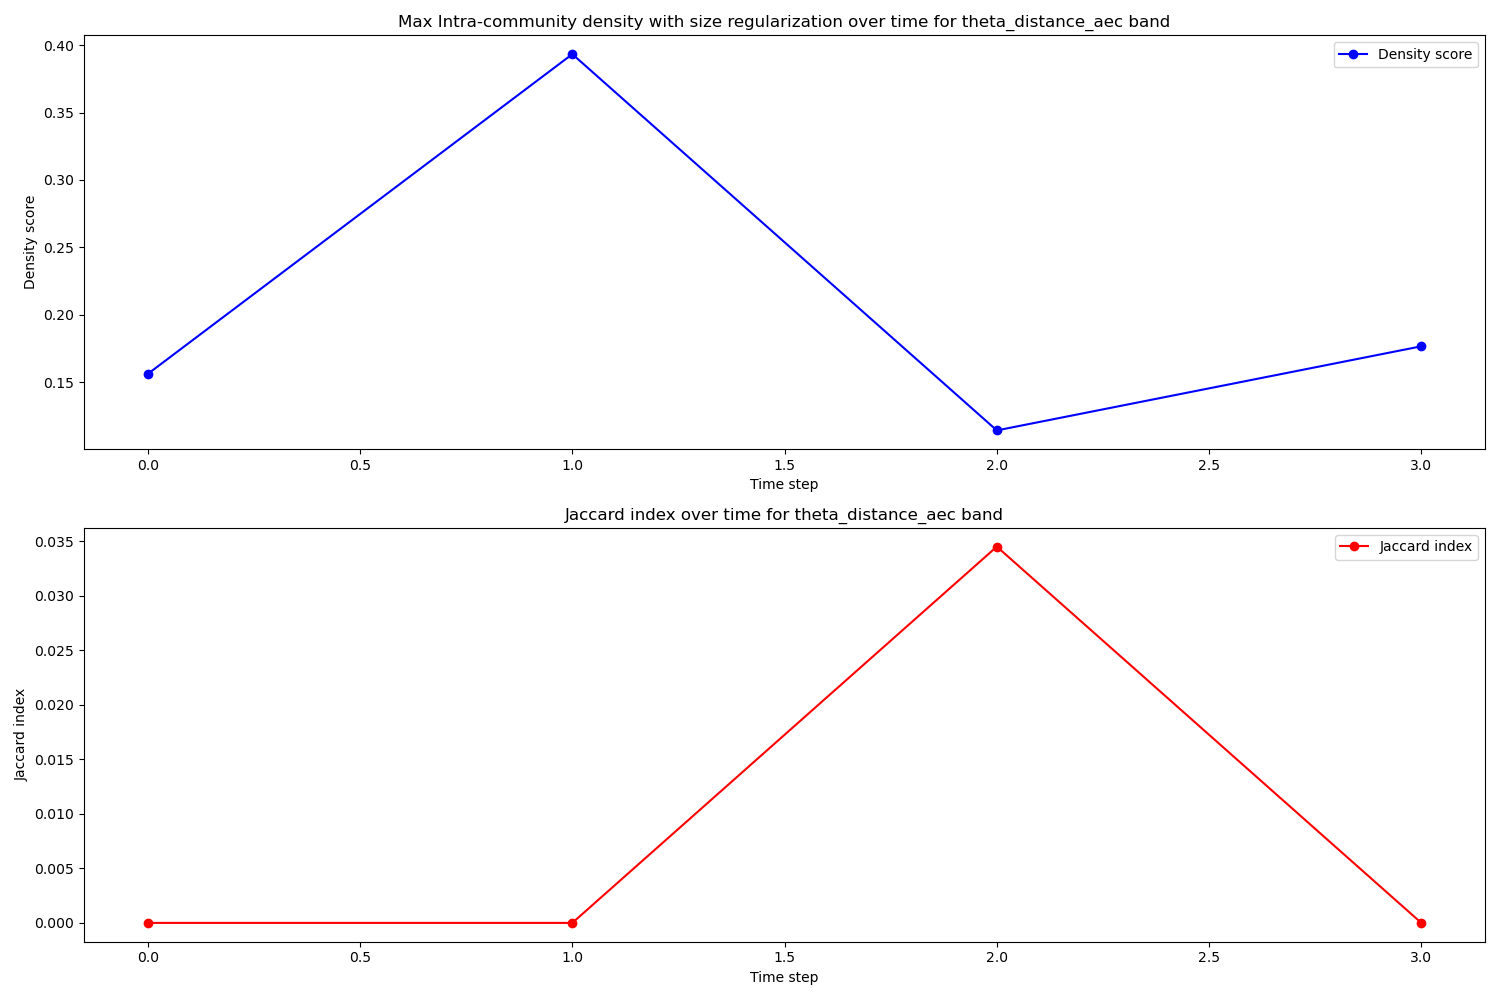 Max Intra-community density with size regularization over time for theta_distance_aec band
Density score
0.40
0.35
0.30
0.25
0.20
0.15
Density score
0.0 0.5 1.0 1.5 2.0 2.5 3.0
Time step
Jaccard index over time for theta_distance_aec band
Jaccard index
0.035
0.030
0.025
0.020
0.015
0.010
0.005
0.000
Jaccard index
0.0 0.5 1.0 1.5 2.0 2.5 3.0
Time step